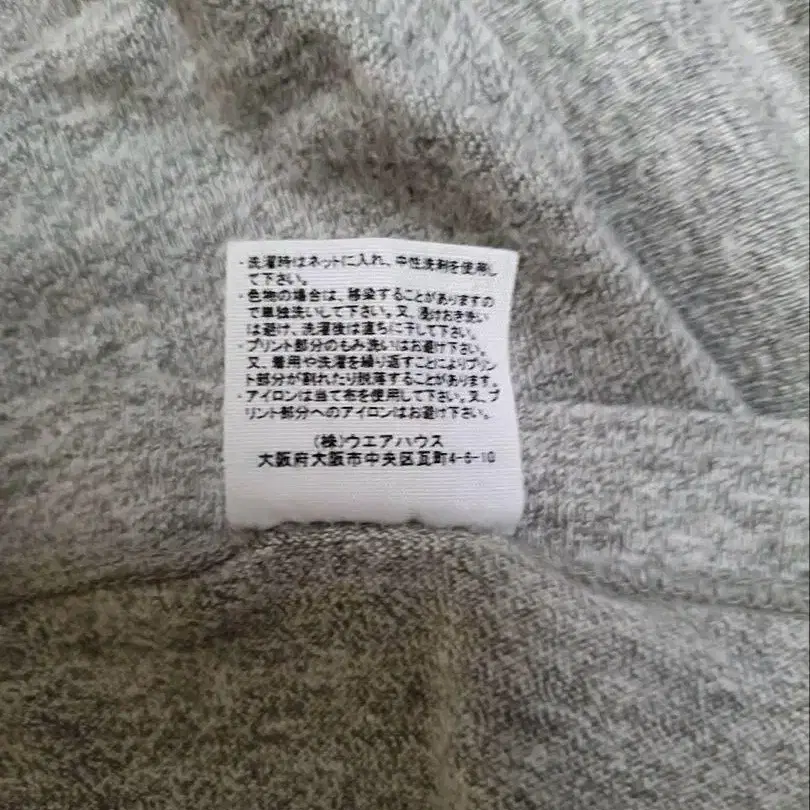 ・洗濯時はネットに入れ、中性洗剤を使用し
て下さい。
・色物の場合は、移染することがありますの
で単独洗いして下さい。又、浸けおき洗い
は避け、洗濯後は直ちに干して下さい。
・プリント部分のもみ洗いはお避け下さい。
又、着用や洗濯を繰り返すことによりプリン
ト部分が割れたり脱落することがあります。
・アイロンは当て布を使用して下さい。又、プ
リント部分へのアイロンはお避け下さい。
(株)ウエアハウス
大阪府大阪市中央区瓦町4-6-10